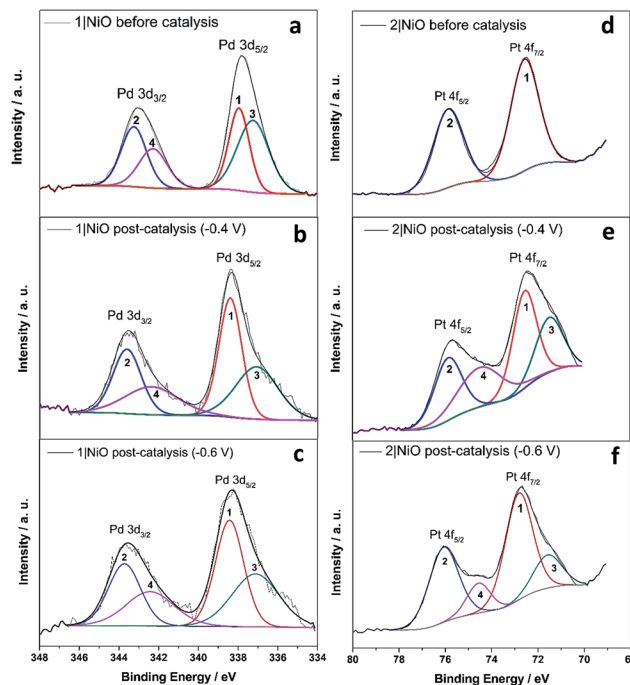 1|NiO before catalysis
a
Pd 3d5/2
Pd 3d3/2
1
2
3
4
Intensity / a. u.
1|NiO post-catalysis (-0.4 V)
b
Pd 3d5/2
Pd 3d3/2
1
2
3
4
Intensity / a. u.
1|NiO post-catalysis (-0.6 V)
c
Pd 3d5/2
Pd 3d3/2
1
2
3
4
Intensity / a. u.
348 346 344 342 340 338 336 334
Binding Energy / eV
2|NiO before catalysis
d
Pt 4f7/2
Pt 4f5/2
1
2
Intensity / a. u.
2|NiO post-catalysis (-0.4 V)
e
Pt 4f7/2
Pt 4f5/2
1
2
3
4
Intensity / a. u.
2|NiO post-catalysis (-0.6 V)
f
Pt 4f7/2
Pt 4f5/2
1
2
3
4
Intensity / a. u.
80 78 76 74 72 70 6
Binding Energy / eV